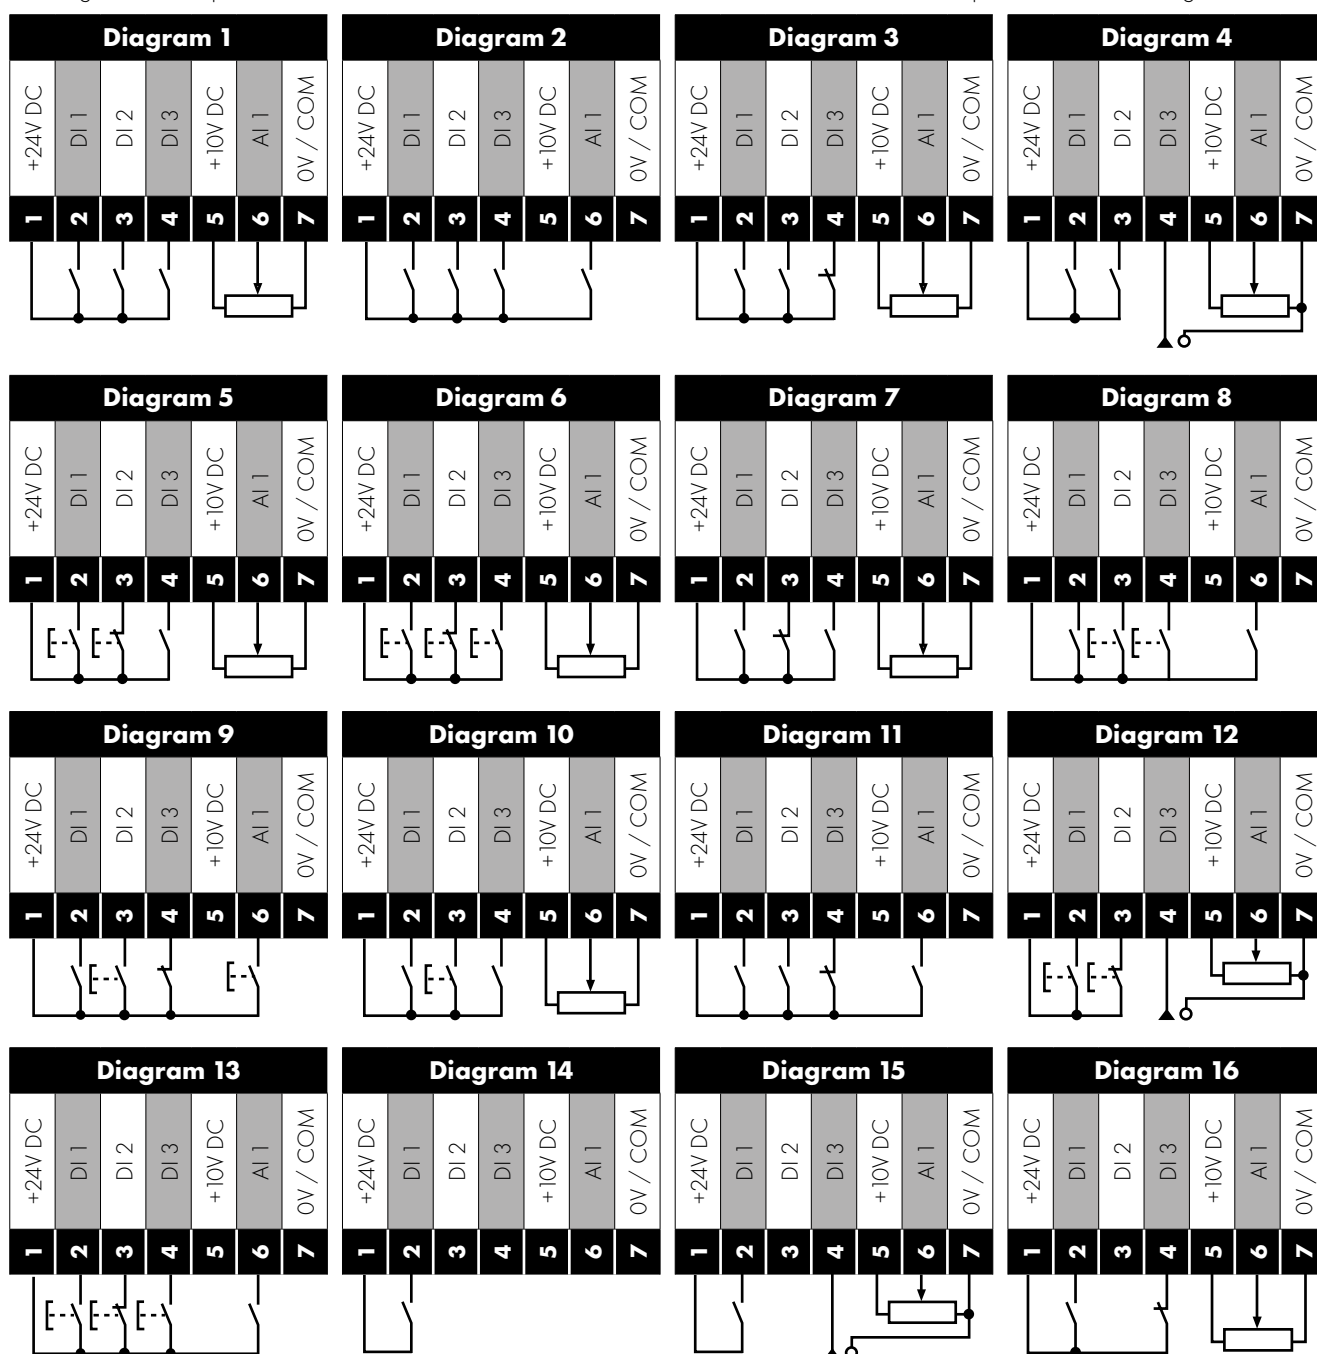 Diagram 1 Diagram 2 Diagram 3 Diagram 4
+24V DC DI 1 DI 2 DI 3 +10V DC AI 1 0V / COM +24V DC DI 1 DI 2 DI 3 +10V DC AI 1 0V / COM +24V DC DI 1 DI 2 DI 3 +10V DC AI 1 0V / COM +24V DC DI 1 DI 2 DI 3 +10V DC AI 1 0V / COM
1 2 3 4 5 6 7 1 2 3 4 5 6 7 1 2 3 4 5 6 7 1 2 3 4 5 6 7
Diagram 5 Diagram 6 Diagram 7 Diagram 8
+24V DC DI 1 DI 2 DI 3 +10V DC AI 1 0V / COM +24V DC DI 1 DI 2 DI 3 +10V DC AI 1 0V / COM +24V DC DI 1 DI 2 DI 3 +10V DC AI 1 0V / COM +24V DC DI 1 DI 2 DI 3 +10V DC AI 1 0V / COM
1 2 3 4 5 6 7 1 2 3 4 5 6 7 1 2 3 4 5 6 7 1 2 3 4 5 6 7
Diagram 9 Diagram 10 Diagram 11 Diagram 12
+24V DC DI 1 DI 2 DI 3 +10V DC AI 1 0V / COM +24V DC DI 1 DI 2 DI 3 +10V DC AI 1 0V / COM +24V DC DI 1 DI 2 DI 3 +10V DC AI 1 0V / COM +24V DC DI 1 DI 2 DI 3 +10V DC AI 1 0V / COM
1 2 3 4 5 6 7 1 2 3 4 5 6 7 1 2 3 4 5 6 7 1 2 3 4 5 6 7
Diagram 13 Diagram 14 Diagram 15 Diagram 16
+24V DC DI 1 DI 2 DI 3 +10V DC AI 1 0V / COM +24V DC DI 1 DI 2 DI 3 +10V DC AI 1 0V / COM +24V DC DI 1 DI 2 DI 3 +10V DC AI 1 0V / COM +24V DC DI 1 DI 2 DI 3 +10V DC AI 1 0V / COM
1 2 3 4 5 6 7 1 2 3 4 5 6 7 1 2 3 4 5 6 7 1 2 3 4 5 6 7